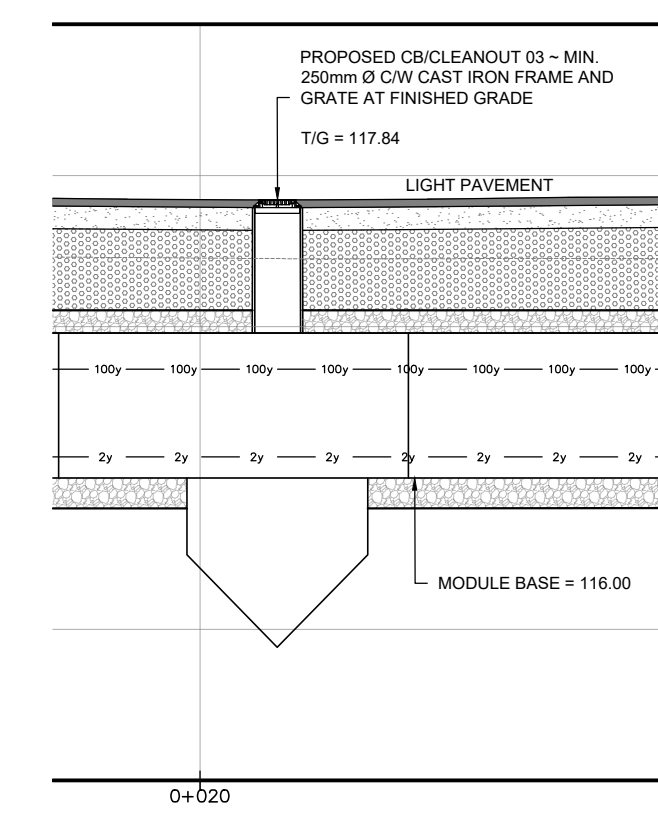 PROPOSED CB/CLEANOUT 03 ~ MIN.
250mm Ø C/W CAST IRON FRAME AND
GRATE AT FINISHED GRADE
T/G = 117.84
LIGHT PAVEMENT
100y 100y 100y 100y 100y 100y 100y 100y
2y 2y 2y 2y 2y 2y 2y 2y
MODULE BASE = 116.00
0+020